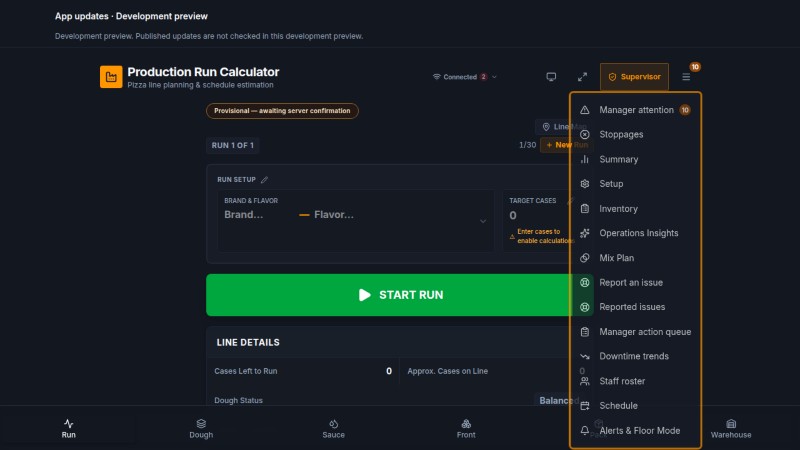 App updates · Development preview
Development preview. Published updates are not checked in this development preview.
Production Run Calculator
Pizza line planning & schedule estimation
Connected 2
Supervisor
10
Provisional — awaiting server confirmation
Line
RUN 1 OF 1
1/30
+ New Run
RUN SETUP
BRAND & FLAVOR
Brand...
— Flavor...
TARGET CASES
0
Enter cases to
enable calculations
START RUN
LINE DETAILS
Cases Left to Run
0
Approx. Cases on Line
0
Dough Status
Balanced
Manager attention 10
Stoppages
Summary
Setup
Inventory
Operations Insights
Mix Plan
Report an issue
Reported issues
Manager action queue
Downtime trends
Staff roster
Schedule
Alerts & Floor Mode
Run
Dough
Sauce
Front
Warehouse